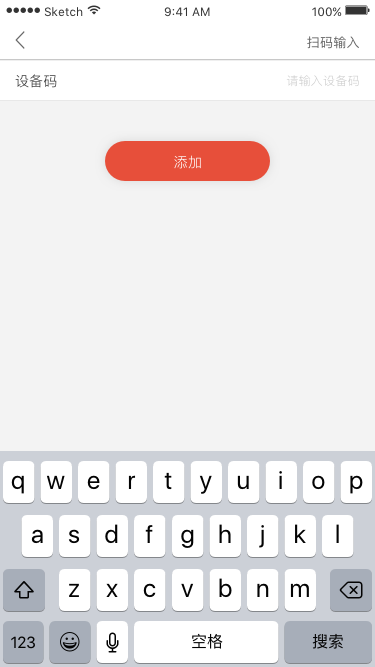 Sketch 9:41 AM 100%
扫码输入
设备码 请输入设备码
添加
q w e r t y u i o p
a s d f g h j k l
z x c v b n m
123 空格 搜索